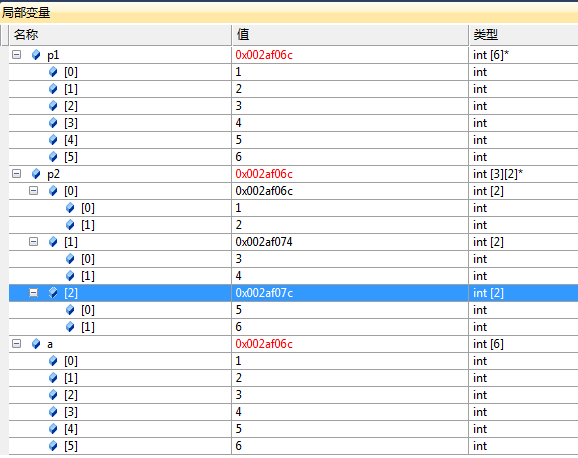 局部变量
名称 值 类型
p1 0x002af06c int [6]*
[0] 1 int
[1] 2 int
[2] 3 int
[3] 4 int
[4] 5 int
[5] 6 int
p2 0x002af06c int [3][2]*
[0] 0x002af06c int [2]
[0] 1 int
[1] 2 int
[1] 0x002af074 int [2]
[0] 3 int
[1] 4 int
[2] 0x002af07c int [2]
[0] 5 int
[1] 6 int
a 0x002af06c int [6]
[0] 1 int
[1] 2 int
[2] 3 int
[3] 4 int
[4] 5 int
[5] 6 int